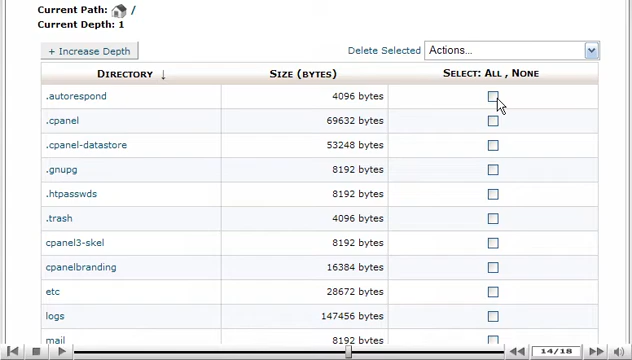 Current Path: /
Current Depth: 1
+ Increase Depth
Delete Selected Actions...
DIRECTORY ↓ SIZE (BYTES) SELECT: ALL , NONE
.autorespond 4096 bytes
.cpanel 69632 bytes
.cpanel-datastore 53248 bytes
.gnupg 8192 bytes
.htpasswds 8192 bytes
.trash 4096 bytes
cpanel3-skel 8192 bytes
cpanelbranding 16384 bytes
etc 28672 bytes
logs 147456 bytes
mail 8192 bytes
14/18